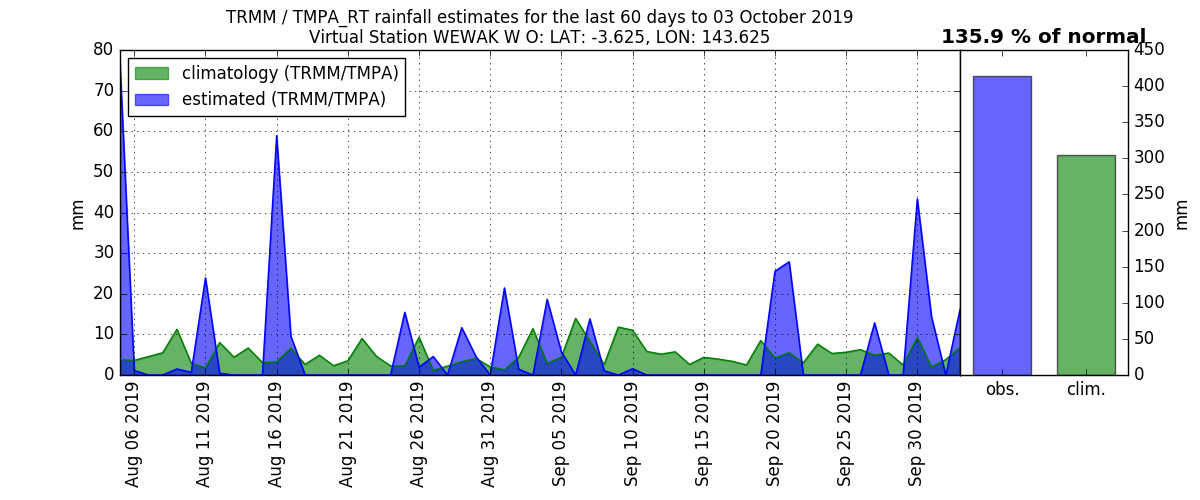 TRMM / TMPA_RT rainfall estimates for the last 60 days to 03 October 2019
Virtual Station WEWAK W O: LAT: -3.625, LON: 143.625
135.9 % of normal
climatology (TRMM/TMPA)
estimated (TRMM/TMPA)
mm
80
70
60
50
40
30
20
10
0
Aug 06 2019
Aug 11 2019
Aug 16 2019
Aug 21 2019
Aug 26 2019
Aug 31 2019
Sep 05 2019
Sep 10 2019
Sep 15 2019
Sep 20 2019
Sep 25 2019
Sep 30 2019
450
400
350
300
250
200
150
100
50
0
mm
obs.
clim.